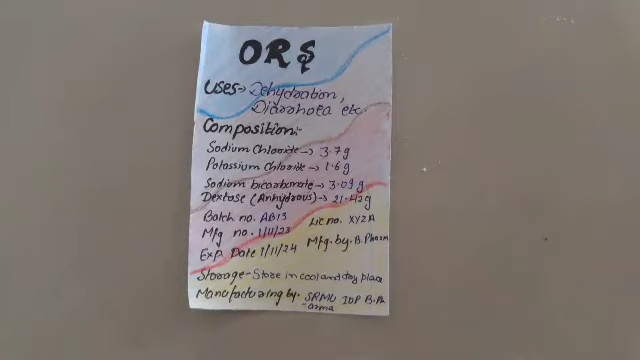 ORS
Uses→ Dehydration,
Diarrhoea etc.
Composition:-
Sodium Chloride→ 3.7g
Potassium Chloride→ 1.6g
Sodium bicarbonate→ 3.09g
Dextose (Anhydrous)→ 21.42g
Batch no. AB13 Lic no. XYZA
Mfg no. 1/11/23 Mfg. by. B.Pharm
Exp. Date 1/11/24
Storage- Store in cool and dry place
Manufacturing by. SRMU IOP B.Ph
-arma